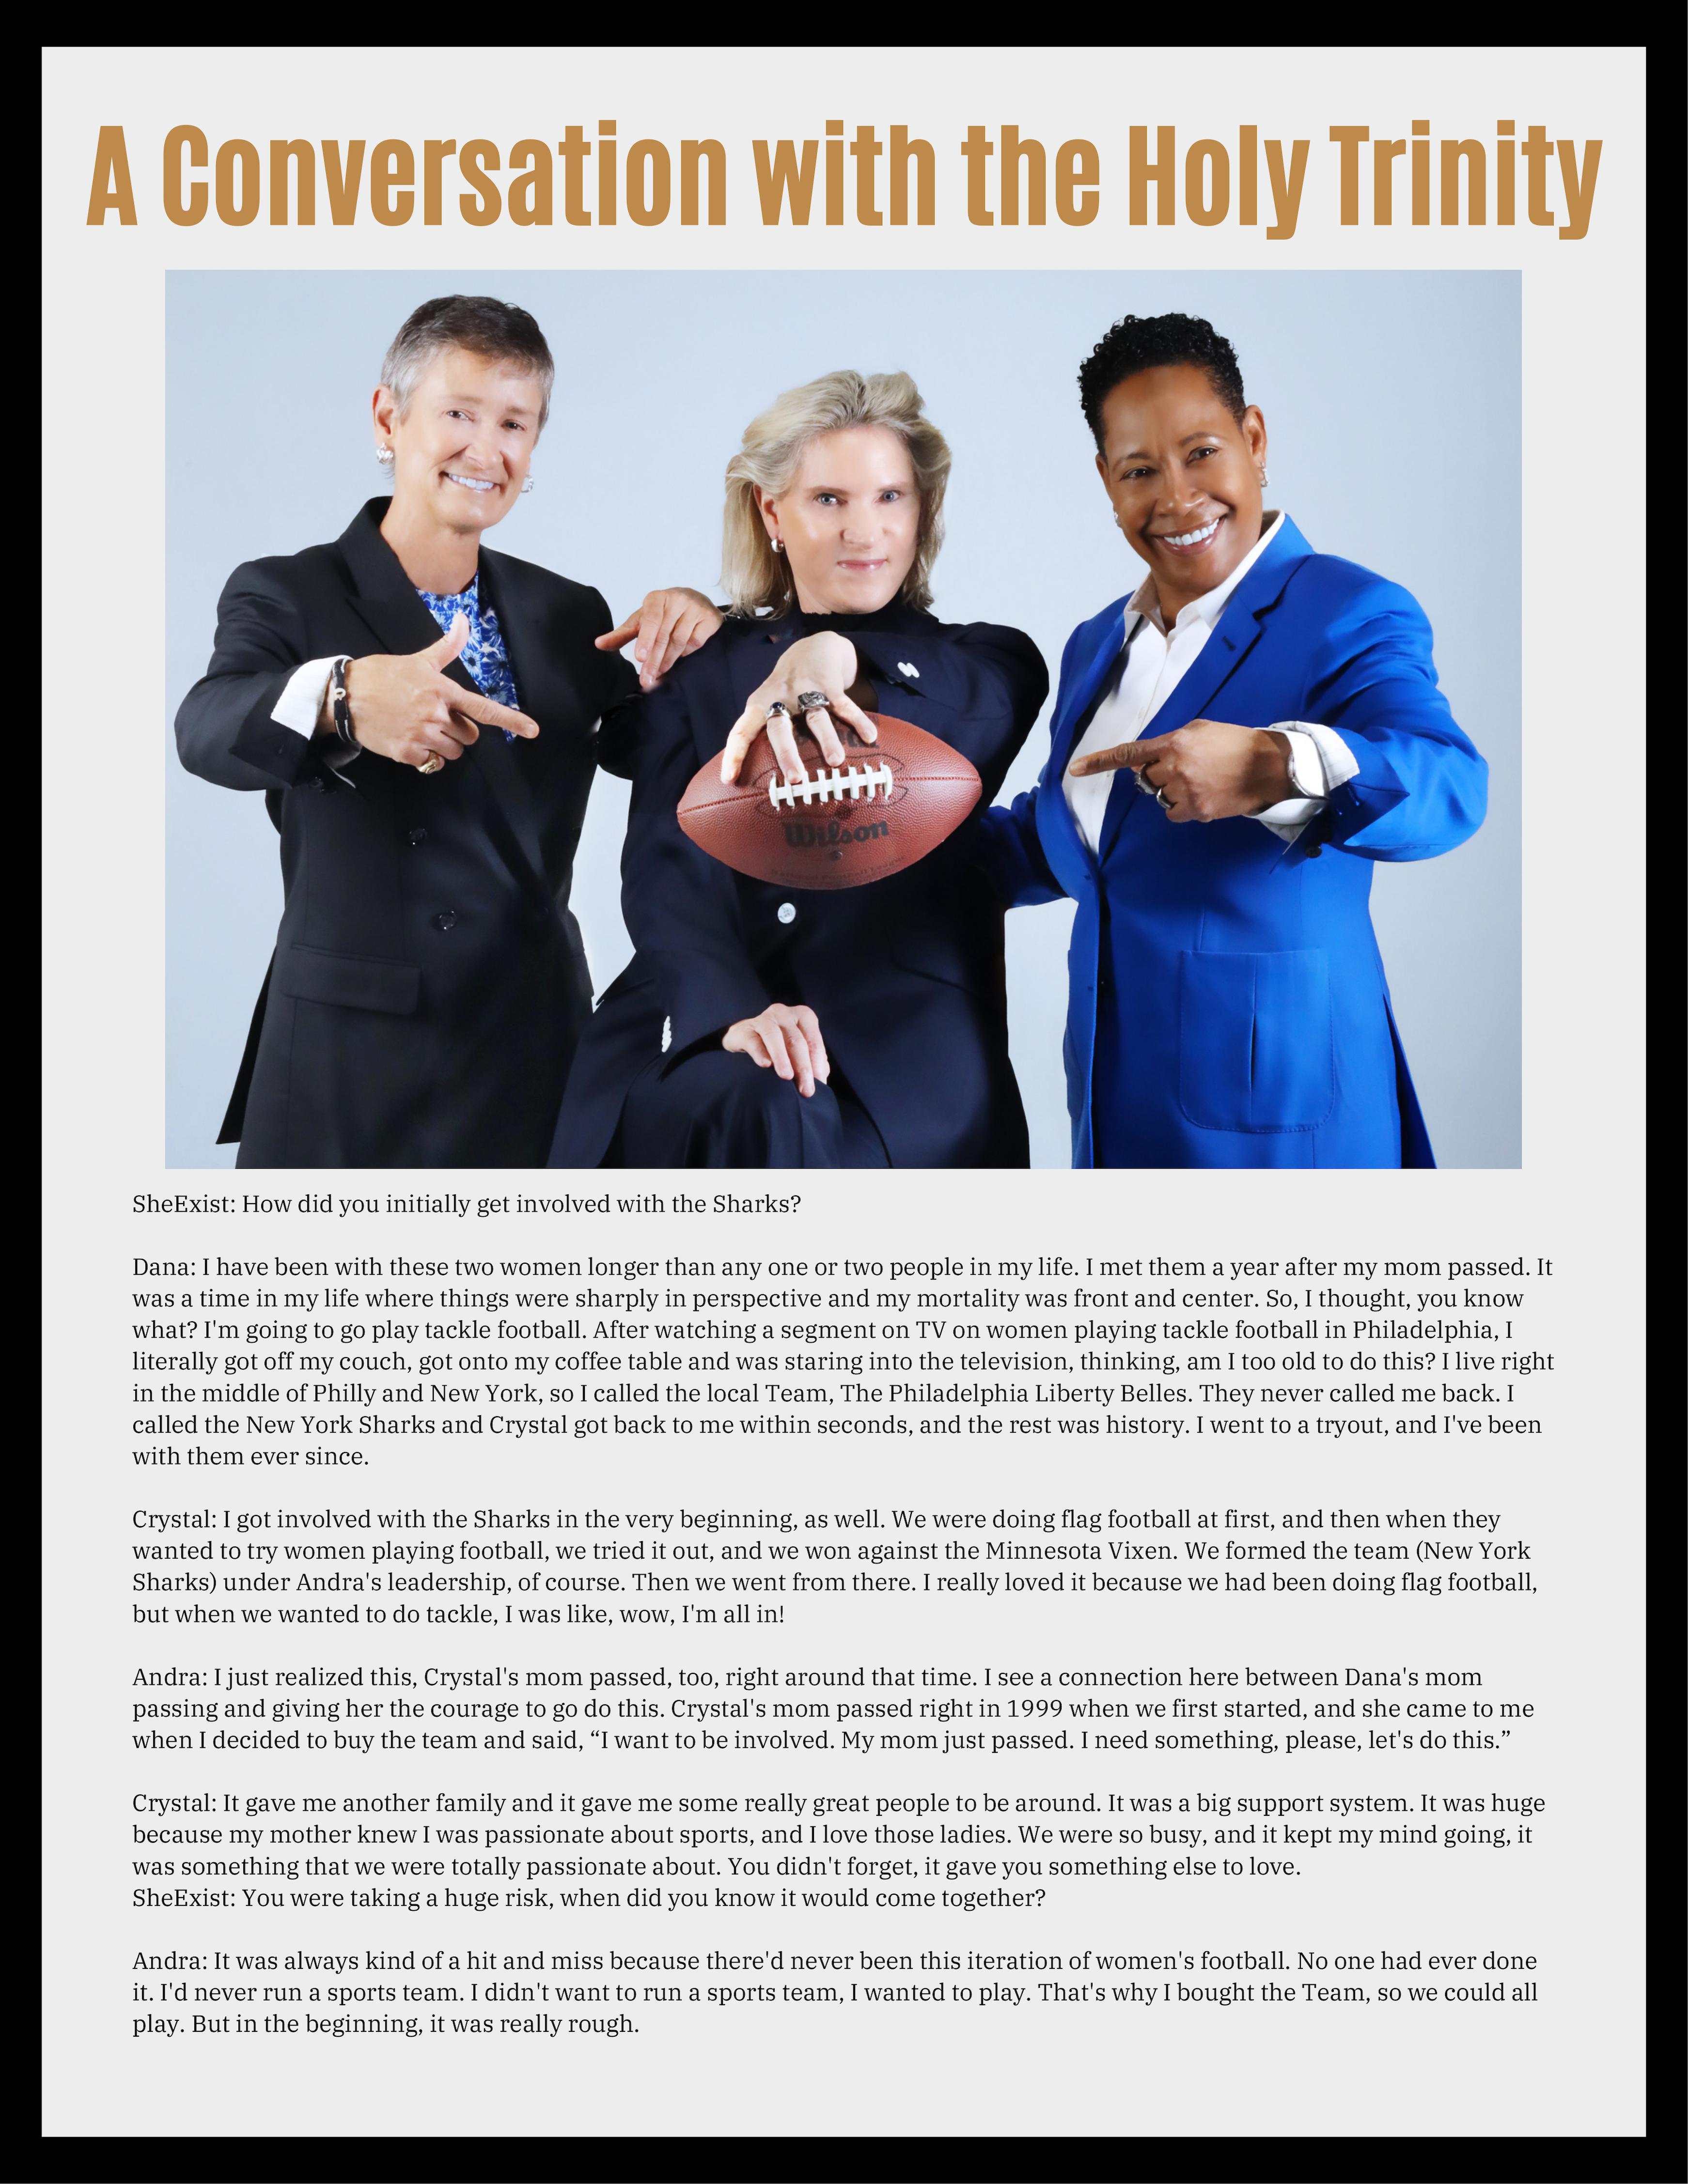 A Conversation with the Holy Trinity
Wilson
SheExist: How did you initially get involved with the Sharks?
Dana: I have been with these two women longer than any one or two people in my life. I met them a year after my mom passed. It
was a time in my life where things were sharply in perspective and my mortality was front and center. So, I thought, you know
what? I'm going to go play tackle football. After watching a segment on TV on women playing tackle football in Philadelphia, I
literally got off my couch, got onto my coffee table and was staring into the television, thinking, am I too old to do this? I live right
in the middle of Philly and New York, so I called the local Team, The Philadelphia Liberty Belles. They never called me back. I
called the New York Sharks and Crystal got back to me within seconds, and the rest was history. I went to a tryout, and I've been
with them ever since.
Crystal: I got involved with the Sharks in the very beginning, as well. We were doing flag football at first, and then when they
wanted to try women playing football, we tried it out, and we won against the Minnesota Vixen. We formed the team (New York
Sharks) under Andra's leadership, of course. Then we went from there. I really loved it because we had been doing flag football,
but when we wanted to do tackle, I was like, wow, I'm all in!
Andra: I just realized this, Crystal's mom passed, too, right around that time. I see a connection here between Dana's mom
passing and giving her the courage to go do this. Crystal's mom passed right in 1999 when we first started, and she came to me
when I decided to buy the team and said, “I want to be involved. My mom just passed. I need something, please, let's do this.”
Crystal: It gave me another family and it gave me some really great people to be around. It was a big support system. It was huge
because my mother knew I was passionate about sports, and I love those ladies. We were so busy, and it kept my mind going, it
was something that we were totally passionate about. You didn't forget, it gave you something else to love.
SheExist: You were taking a huge risk, when did you know it would come together?
Andra: It was always kind of a hit and miss because there'd never been this iteration of women's football. No one had ever done
it. I'd never run a sports team. I didn't want to run a sports team, I wanted to play. That's why I bought the Team, so we could all
play. But in the beginning, it was really rough.